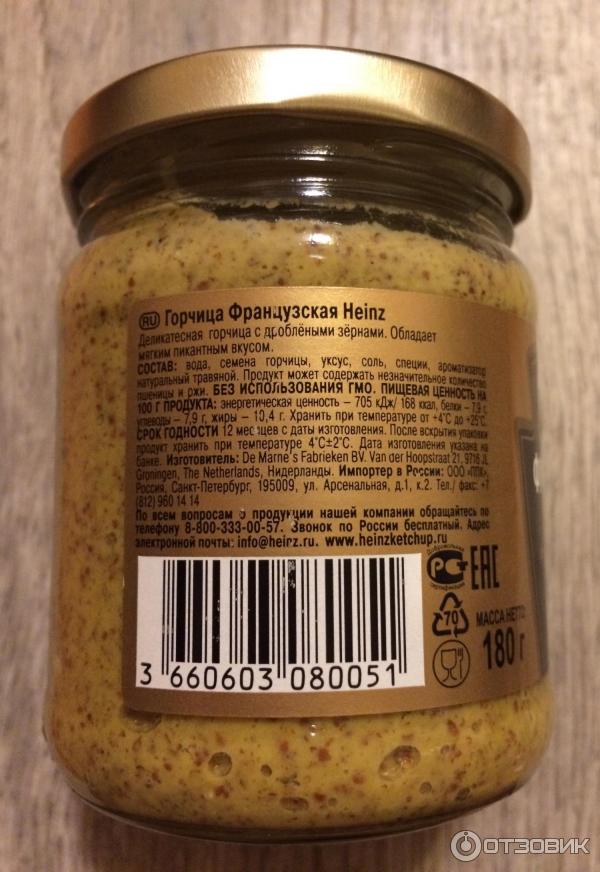 RU Горчица Французская Heinz
Деликатесная горчица с дроблёными зёрнами. Обладает
мягким пикантным вкусом.
СОСТАВ: вода, семена горчицы, уксус, соль, специи, ароматизатор
натуральный травяной. Продукт может содержать незначительное количество
пшеницы и ржи. БЕЗ ИСПОЛЬЗОВАНИЯ ГМО. ПИЩЕВАЯ ЦЕННОСТЬ НА
100 Г ПРОДУКТА: энергетическая ценность – 705 кДж/ 168 ккал, белки – 7,9 г,
углеводы – 7,9 г, жиры – 10,4 г. Хранить при температуре от +4°С до +25°С.
СРОК ГОДНОСТИ 12 месяцев с даты изготовления. После вскрытия упаковки
продукт хранить при температуре 4°С±2°С. Дата изготовления указана на
банке. Изготовитель: De Marne's Fabrieken BV. Van der Hoopstraat 21, 9716 JL
Groningen, The Netherlands, Нидерланды. Импортер в России: ООО «ППК»,
Россия, Санкт-Петербург, 195009, ул. Арсенальная, д.1, к.2. Тел./ факс: +7
(812) 960 14 14
По всем вопросам о продукции нашей компании обращайтесь по
телефону 8-800-333-00-57. Звонок по России бесплатный. Адрес
электронной почты: info@heinz.ru. www.heinzketchup.ru
Добровольная
РСТ EAC
сертификация
70
МАССА НЕТТО
180 г
3 660603 080051
ОТЗОВИК